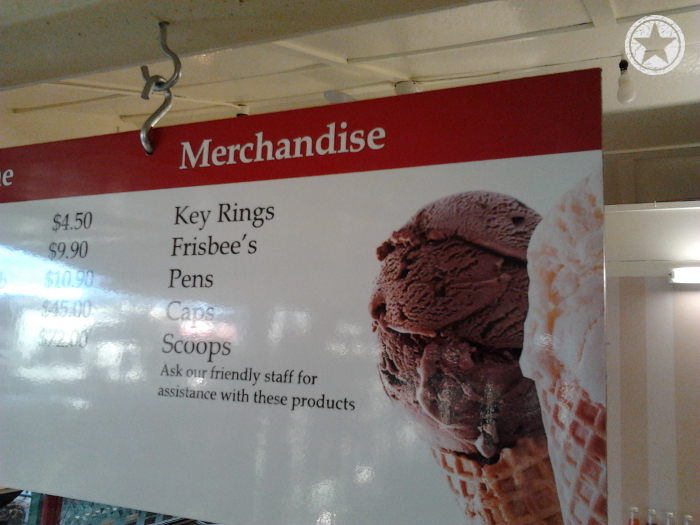 Merchandise
$4.50
$9.90
$10.90
$45.00
$72.00
Key Rings
Frisbee's
Pens
Caps
Scoops
Ask our friendly staff for
assistance with these products